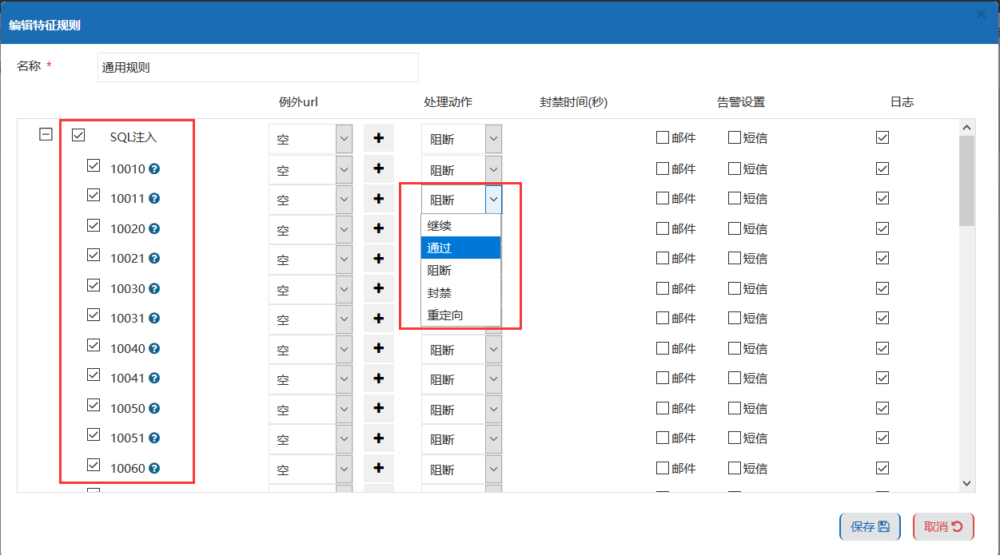 编辑特征规则
名称 * 通用规则
例外url 处理动作 封禁时间(秒) 告警设置 日志
SQL注入 空 阻断 邮件 短信
10010 空 阻断 邮件 短信
10011 空 阻断 邮件 短信
继续
10020 空 邮件 短信
通过
10021 空 邮件 短信
阻断
10030 空 邮件 短信
封禁
10031 空 邮件 短信
重定向
10040 空 阻断 邮件 短信
10041 空 阻断 邮件 短信
10050 空 阻断 邮件 短信
10051 空 阻断 邮件 短信
10060 空 阻断 邮件 短信
保存 取消